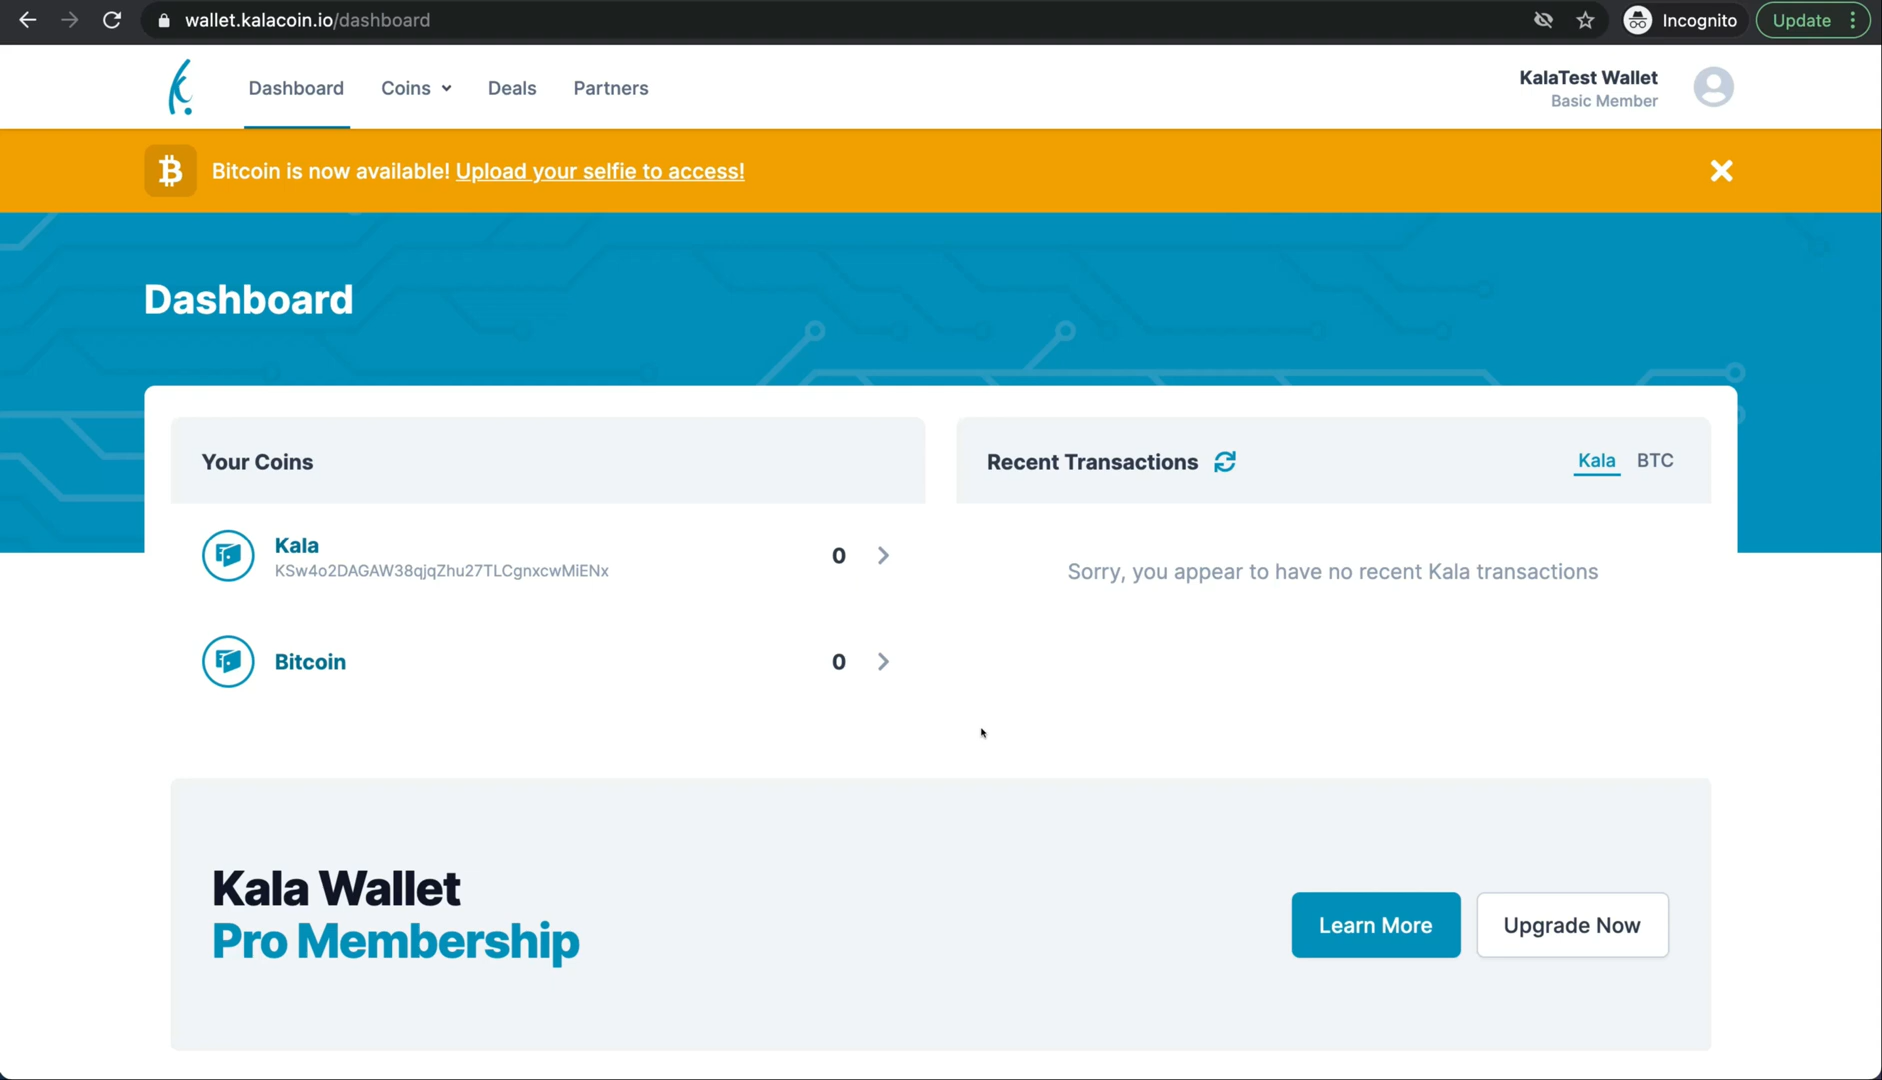 wallet.kalacoin.io/dashboard
Incognito
Update
Dashboard
Coins
Deals
Partners
KalaTest Wallet
Basic Member
Bitcoin is now available! Upload your selfie to access!
Dashboard
Your Coins
Kala
KSw4o2DAGAW38qjqZhu27TLCgnxcwMiENx
0
Bitcoin
0
Recent Transactions
Kala
BTC
Sorry, you appear to have no recent Kala transactions
Kala Wallet
Pro Membership
Learn More
Upgrade Now